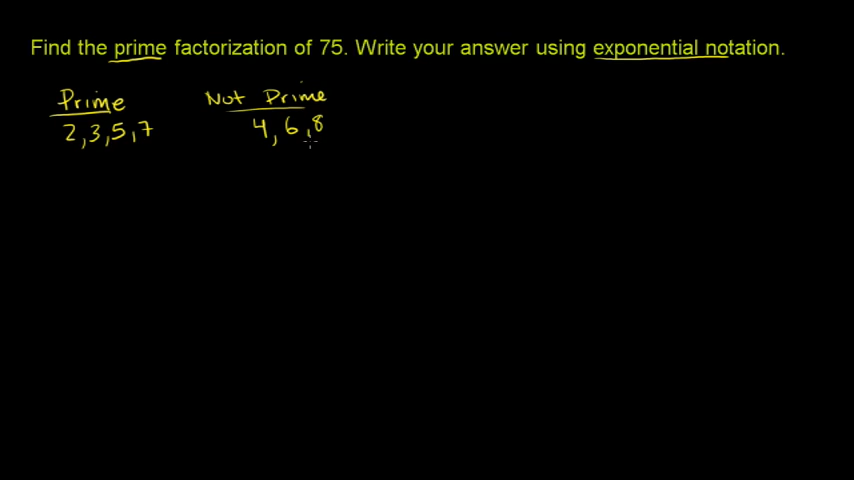 Find the prime factorization of 75. Write your answer using exponential notation.
Prime Not Prime
2,3,5,7 4,6,8